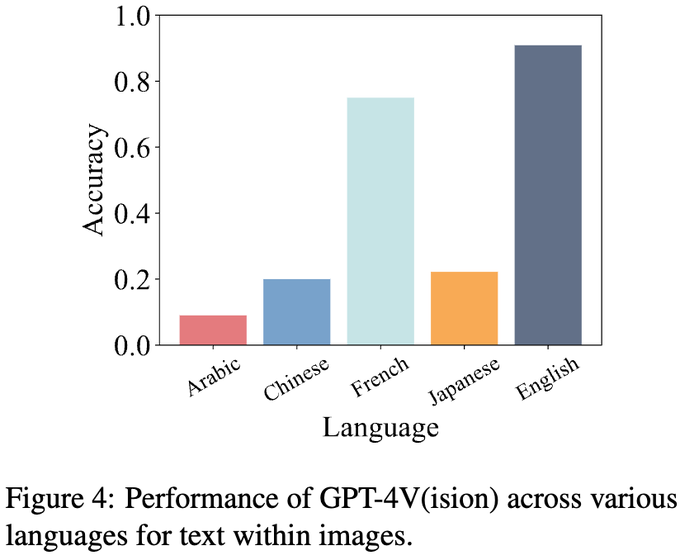 1.0
0.8
0.6
0.4
0.2
0.0
Accuracy
Arabic
Chinese
French
Japanese
English
Language
Figure 4: Performance of GPT-4V(ision) across various
languages for text within images.